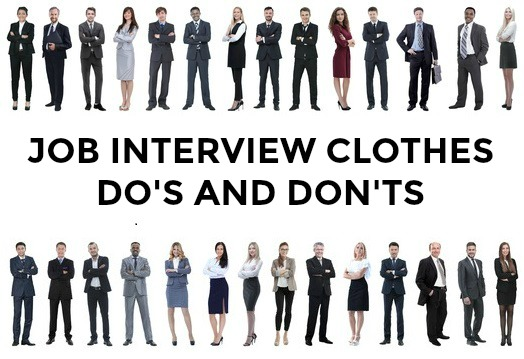 JOB INTERVIEW CLOTHES
DO'S AND DON'TS
.